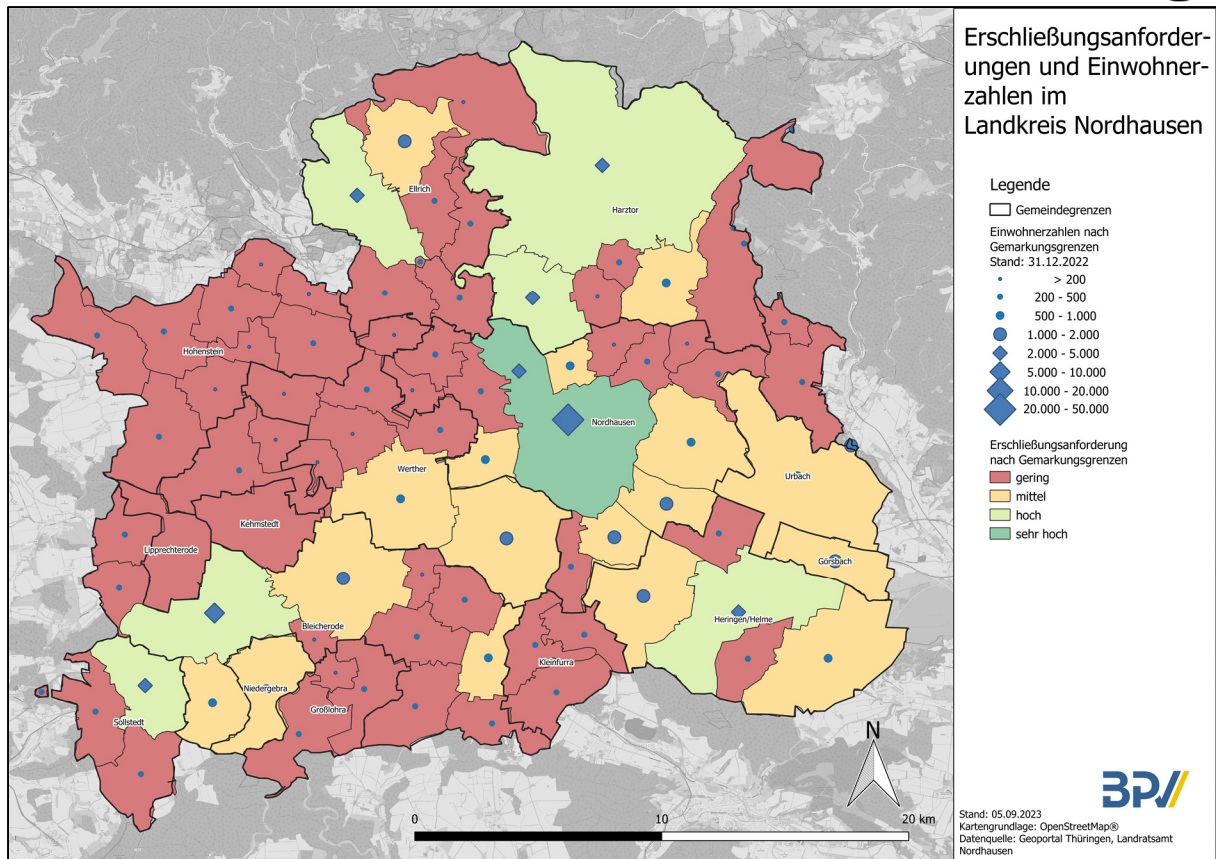 Erschließungsanforder-
ungen und Einwohner-
zahlen im
Landkreis Nordhausen
Legende
Gemeindegrenzen
Einwohnerzahlen nach
Gemarkungsgrenzen
Stand: 31.12.2022
> 200
200 - 500
500 - 1.000
1.000 - 2.000
2.000 - 5.000
5.000 - 10.000
10.000 - 20.000
20.000 - 50.000
Erschließungsanforderung
nach Gemarkungsgrenzen
gering
mittel
hoch
sehr hoch
Ellrich
Harztor
Hohenstein
Nordhausen
Werther
Urbach
Kehmstedt
Lipprechterode
Görsbach
Heringen/Helme
Bleicherode
Kleinfurra
Niedergebra
Großlohra
Sollstedt
N
0 10 20 km
BPV
Stand: 05.09.2023
Kartengrundlage: OpenStreetMap®
Datenquelle: Geoportal Thüringen, Landratsamt
Nordhausen